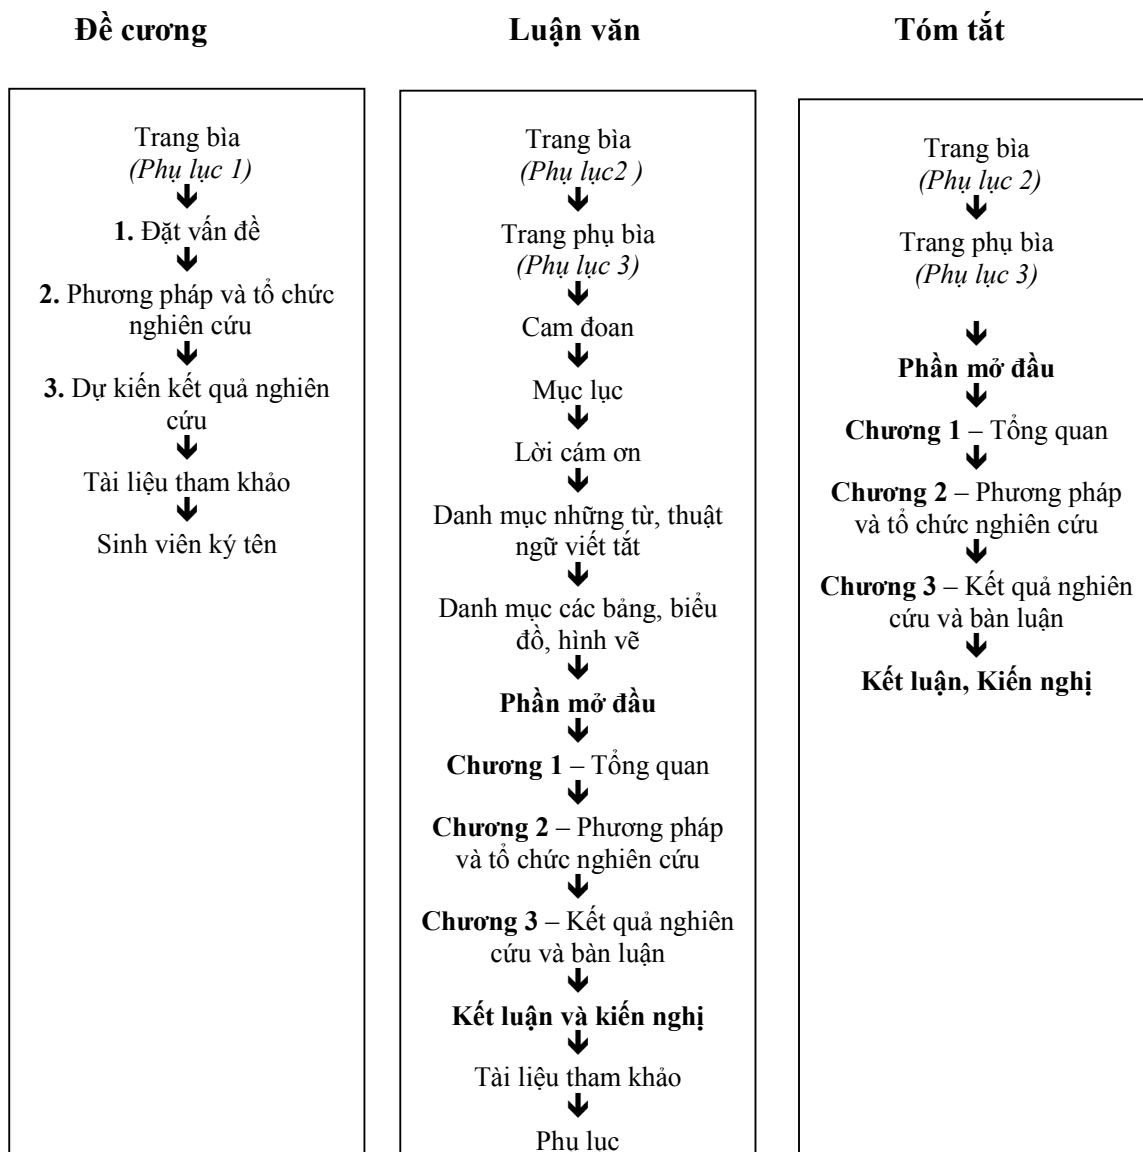 Đề cương
Luận văn
Tóm tắt
Trang bìa
(Phụ lục 1)
1. Đặt vấn đề
2. Phương pháp và tổ chức
nghiên cứu
3. Dự kiến kết quả nghiên
cứu
Tài liệu tham khảo
Sinh viên ký tên
Trang bìa
(Phụ lục2 )
Trang phụ bìa
(Phụ lục 3)
Cam đoan
Mục lục
Lời cám ơn
Danh mục những từ, thuật
ngữ viết tắt
Danh mục các bảng, biểu
đồ, hình vẽ
Phần mở đầu
Chương 1 – Tổng quan
Chương 2 – Phương pháp
và tổ chức nghiên cứu
Chương 3 – Kết quả nghiên
cứu và bàn luận
Kết luận và kiến nghị
Tài liệu tham khảo
Phụ lục
Trang bìa
(Phụ lục 2)
Trang phụ bìa
(Phụ lục 3)
Phần mở đầu
Chương 1 – Tổng quan
Chương 2 – Phương pháp
và tổ chức nghiên cứu
Chương 3 – Kết quả nghiên
cứu và bàn luận
Kết luận, Kiến nghị